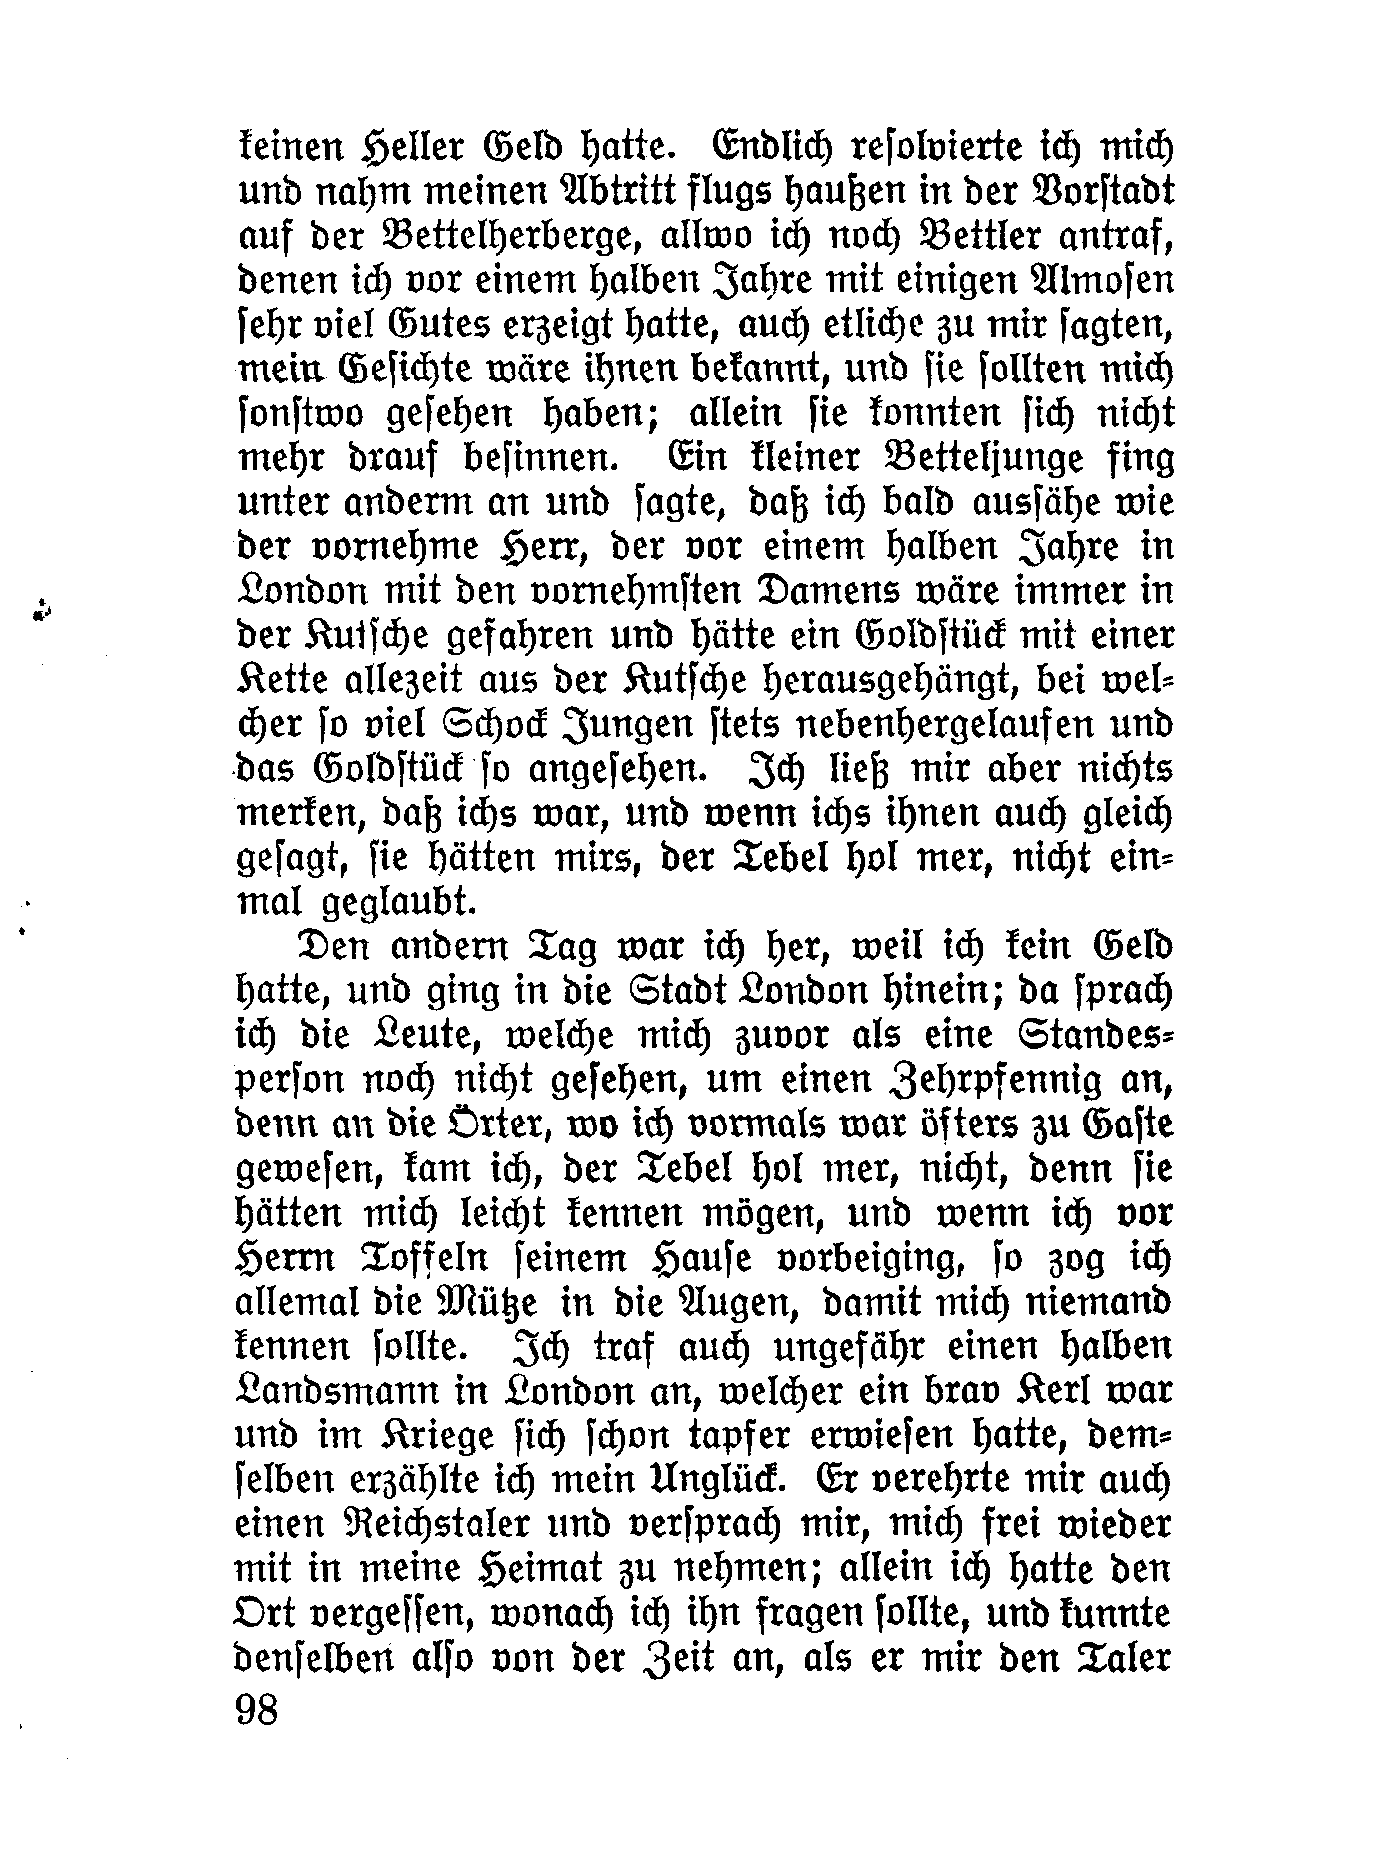 keinen Heller Geld hatte. Endlich reſolvierte ich mich
und nahm meinen Abtritt flugs haußen in der Vorſtadt
auf der Bettelherberge, allwo ich noch Bettler antraf,
denen ich vor einem halben Jahre mit einigen Almoſen
ſehr viel Gutes erzeigt hatte, auch etliche zu mir ſagten,
mein Geſichte wäre ihnen bekannt, und ſie ſollten mich
ſonſtwo geſehen haben; allein ſie konnten ſich nicht
mehr drauf beſinnen. Ein kleiner Betteljunge fing
unter anderm an und ſagte, daß ich bald ausſähe wie
der vornehme Herr, der vor einem halben Jahre in
London mit den vornehmſten Damens wäre immer in
der Kutſche gefahren und hätte ein Goldſtück mit einer
Kette allezeit aus der Kutſche herausgehängt, bei wel⸗
cher ſo viel Schock Jungen ſtets nebenhergelaufen und
das Goldſtück ſo angeſehen. Ich ließ mir aber nichts
merken, daß ichs war, und wenn ichs ihnen auch gleich
geſagt, ſie hätten mirs, der Tebel hol mer, nicht ein⸗
mal geglaubt.
Den andern Tag war ich her, weil ich kein Geld
hatte, und ging in die Stadt London hinein; da ſprach
ich die Leute, welche mich zuvor als eine Standes⸗
perſon noch nicht geſehen, um einen Zehrpfennig an,
denn an die Örter, wo ich vormals war öfters zu Gaſte
geweſen, kam ich, der Tebel hol mer, nicht, denn ſie
hätten mich leicht kennen mögen, und wenn ich vor
Herrn Toffeln ſeinem Hauſe vorbeiging, ſo zog ich
allemal die Mütze in die Augen, damit mich niemand
kennen ſollte. Ich traf auch ungefähr einen halben
Landsmann in London an, welcher ein brav Kerl war
und im Kriege ſich ſchon tapfer erwieſen hatte, dem⸗
ſelben erzählte ich mein Unglück. Er verehrte mir auch
einen Reichstaler und verſprach mir, mich frei wieder
mit in meine Heimat zu nehmen; allein ich hatte den
Ort vergeſſen, wonach ich ihn fragen ſollte, und kunnte
denſelben alſo von der Zeit an, als er mir den Taler
98